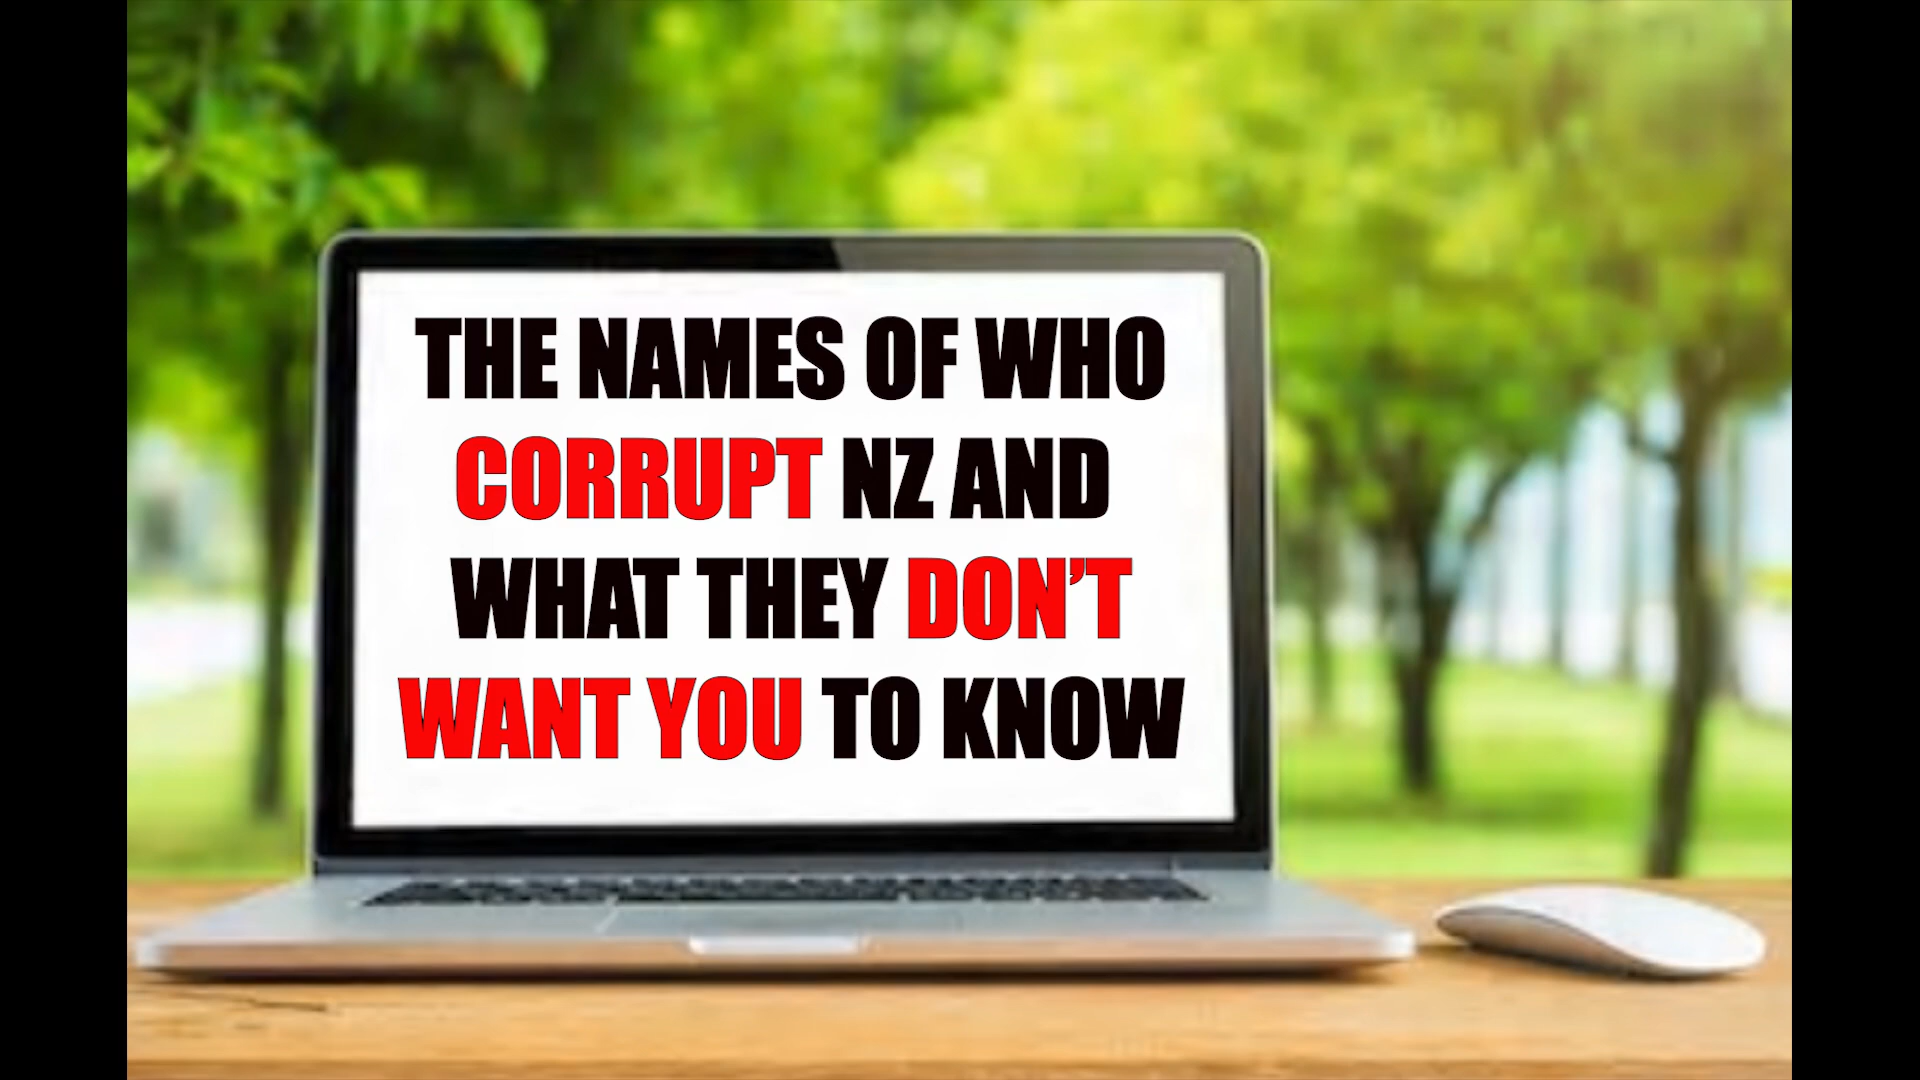 THE NAMES OF WHO
CORRUPT NZ AND
WHAT THEY DON'T
WANT YOU TO KNOW